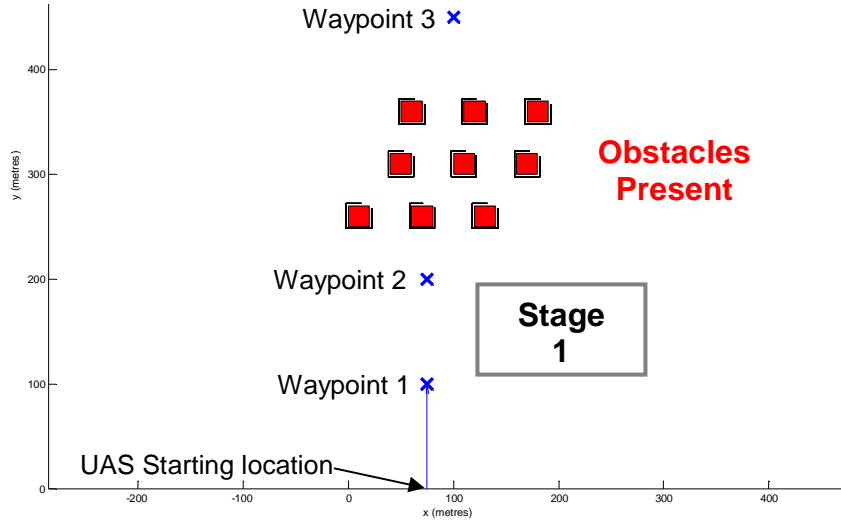 Waypoint 3
400
300
200
100
0
y (metres)
Obstacles
Present
Waypoint 2
Stage
1
Waypoint 1
UAS Starting location
-200
-100
0
100
200
300
400
x (metres)